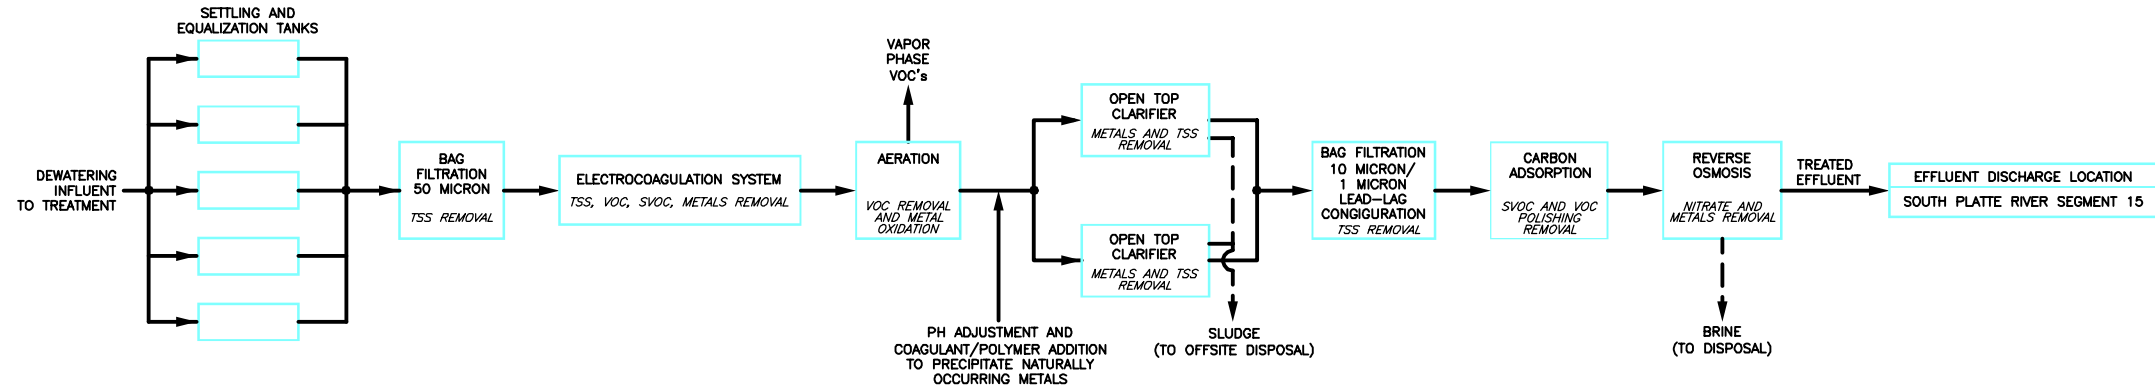 SETTLING AND
EQUALIZATION TANKS
DEWATERING
INFLUENT
TO TREATMENT
BAG
FILTRATION
50 MICRON
TSS REMOVAL
ELECTROCOAGULATION SYSTEM
TSS, VOC, SVOC, METALS REMOVAL
VAPOR
PHASE
VOC's
AERATION
VOC REMOVAL
AND METAL
OXIDATION
PH ADJUSTMENT AND
COAGULANT/POLYMER ADDITION
TO PRECIPITATE NATURALLY
OCCURRING METALS
OPEN TOP
CLARIFIER
METALS AND TSS
REMOVAL
OPEN TOP
CLARIFIER
METALS AND TSS
REMOVAL
SLUDGE
(TO OFFSITE DISPOSAL)
BAG FILTRATION
10 MICRON/
1 MICRON
LEAD-LAG
CONGIGURATION
TSS REMOVAL
CARBON
ADSORPTION
SVOC AND VOC
POLISHING
REMOVAL
REVERSE
OSMOSIS
NITRATE AND
METALS REMOVAL
BRINE
(TO DISPOSAL)
TREATED
EFFLUENT
EFFLUENT DISCHARGE LOCATION
SOUTH PLATTE RIVER SEGMENT 15